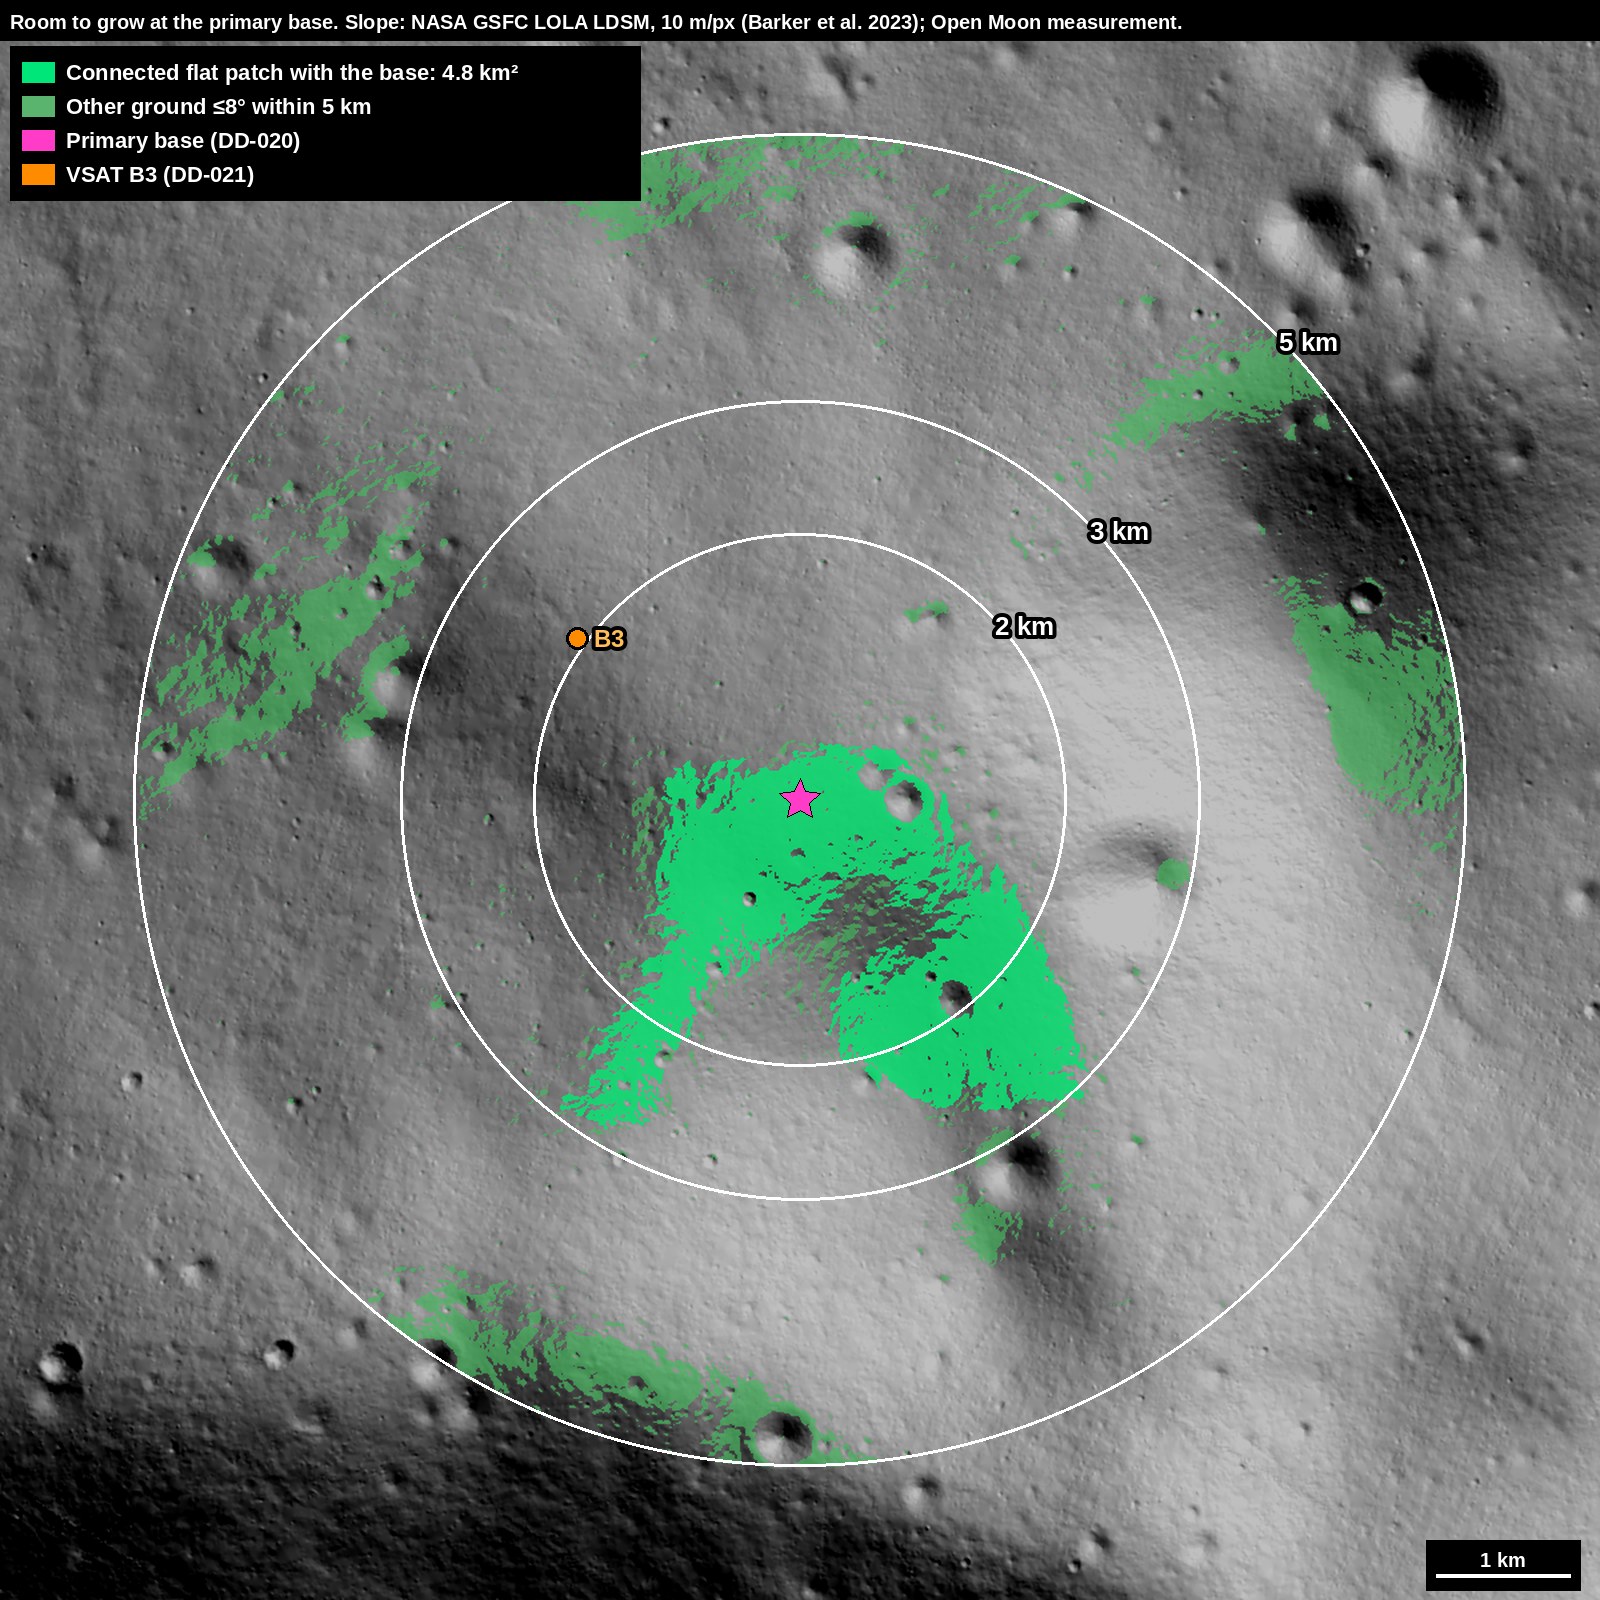 Room to grow at the primary base. Slope: NASA GSFC LOLA LDSM, 10 m/px (Barker et al. 2023); Open Moon measurement.
Connected flat patch with the base: 4.8 km²
Other ground ≤8° within 5 km
Primary base (DD-020)
VSAT B3 (DD-021)
5 km
3 km
2 km
B3
1 km